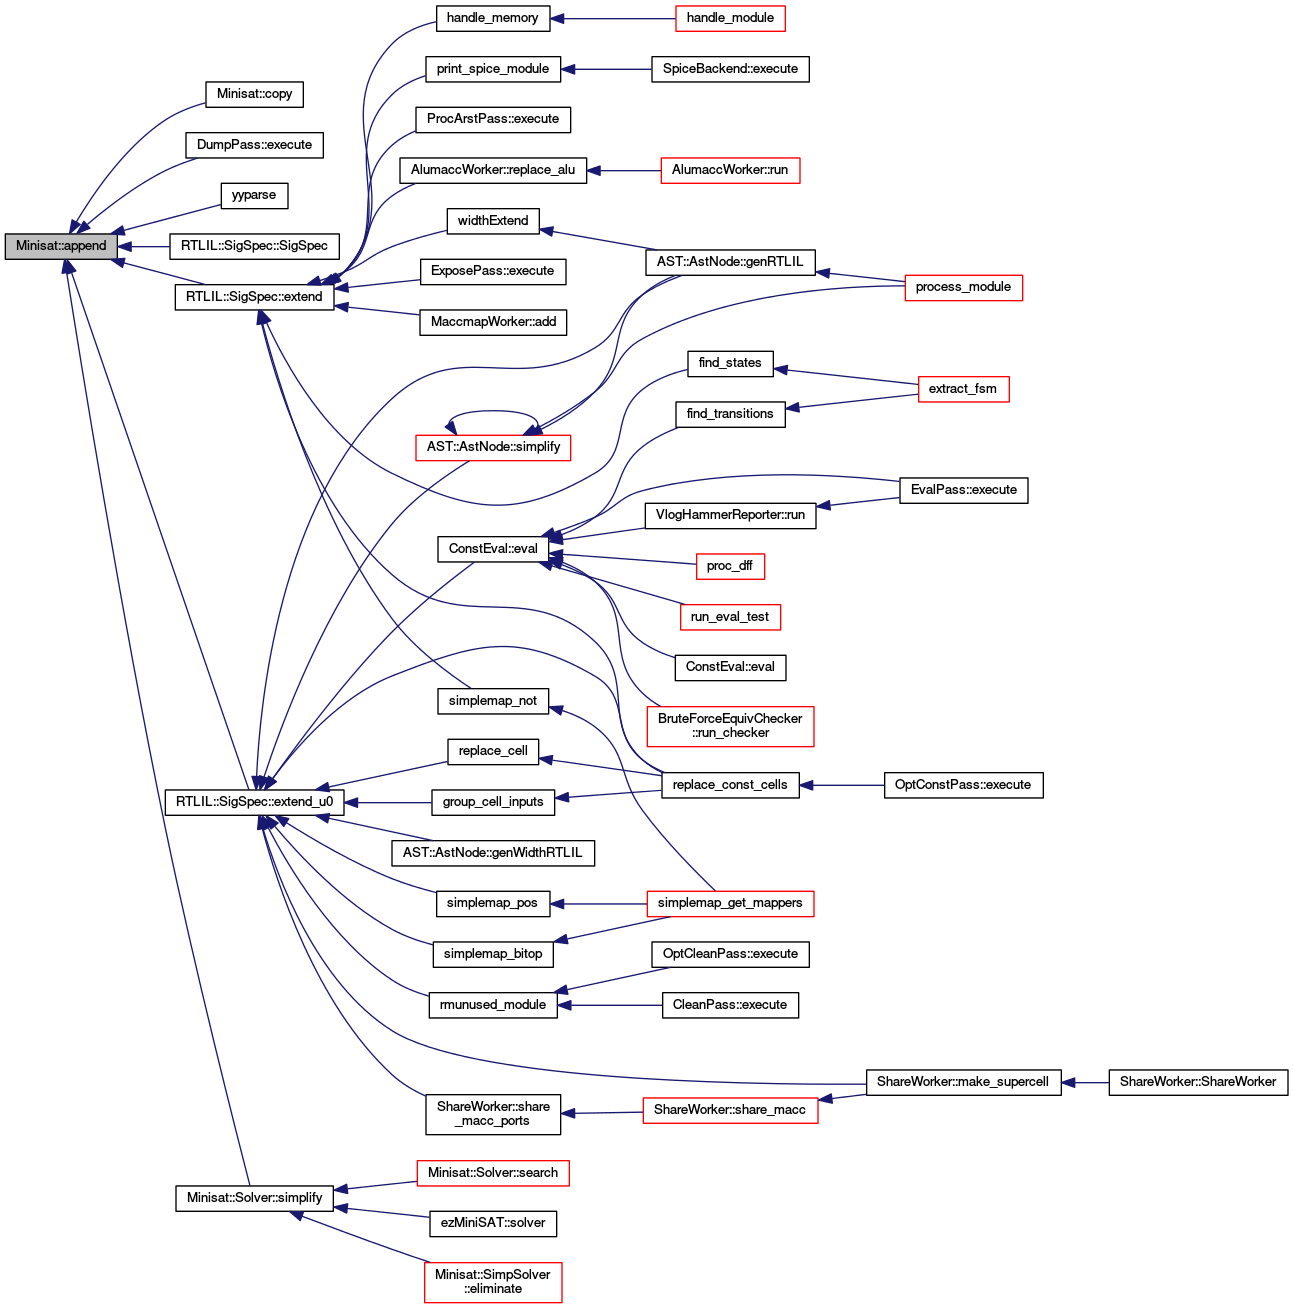 handle_memory
handle_module
print_spice_module
SpiceBackend::execute
Minisat::copy
ProcArstPass::execute
DumpPass::execute
AlumaccWorker::replace_alu
AlumaccWorker::run
yyparse
widthExtend
Minisat::append
RTLIL::SigSpec::SigSpec
AST::AstNode::genRTLIL
ExposePass::execute
RTLIL::SigSpec::extend
process_module
MaccmapWorker::add
find_states
extract_fsm
find_transitions
AST::AstNode::simplify
EvalPass::execute
VlogHammerReporter::run
ConstEval::eval
proc_dff
run_eval_test
ConstEval::eval
simplemap_not
BruteForceEquivChecker
::run_checker
replace_cell
replace_const_cells
OptConstPass::execute
RTLIL::SigSpec::extend_u0
group_cell_inputs
AST::AstNode::genWidthRTLIL
simplemap_pos
simplemap_get_mappers
simplemap_bitop
OptCleanPass::execute
rmunused_module
CleanPass::execute
ShareWorker::make_supercell
ShareWorker::ShareWorker
ShareWorker::share
_macc_ports
ShareWorker::share_macc
Minisat::Solver::search
Minisat::Solver::simplify
ezMiniSAT::solver
Minisat::SimpSolver
::eliminate